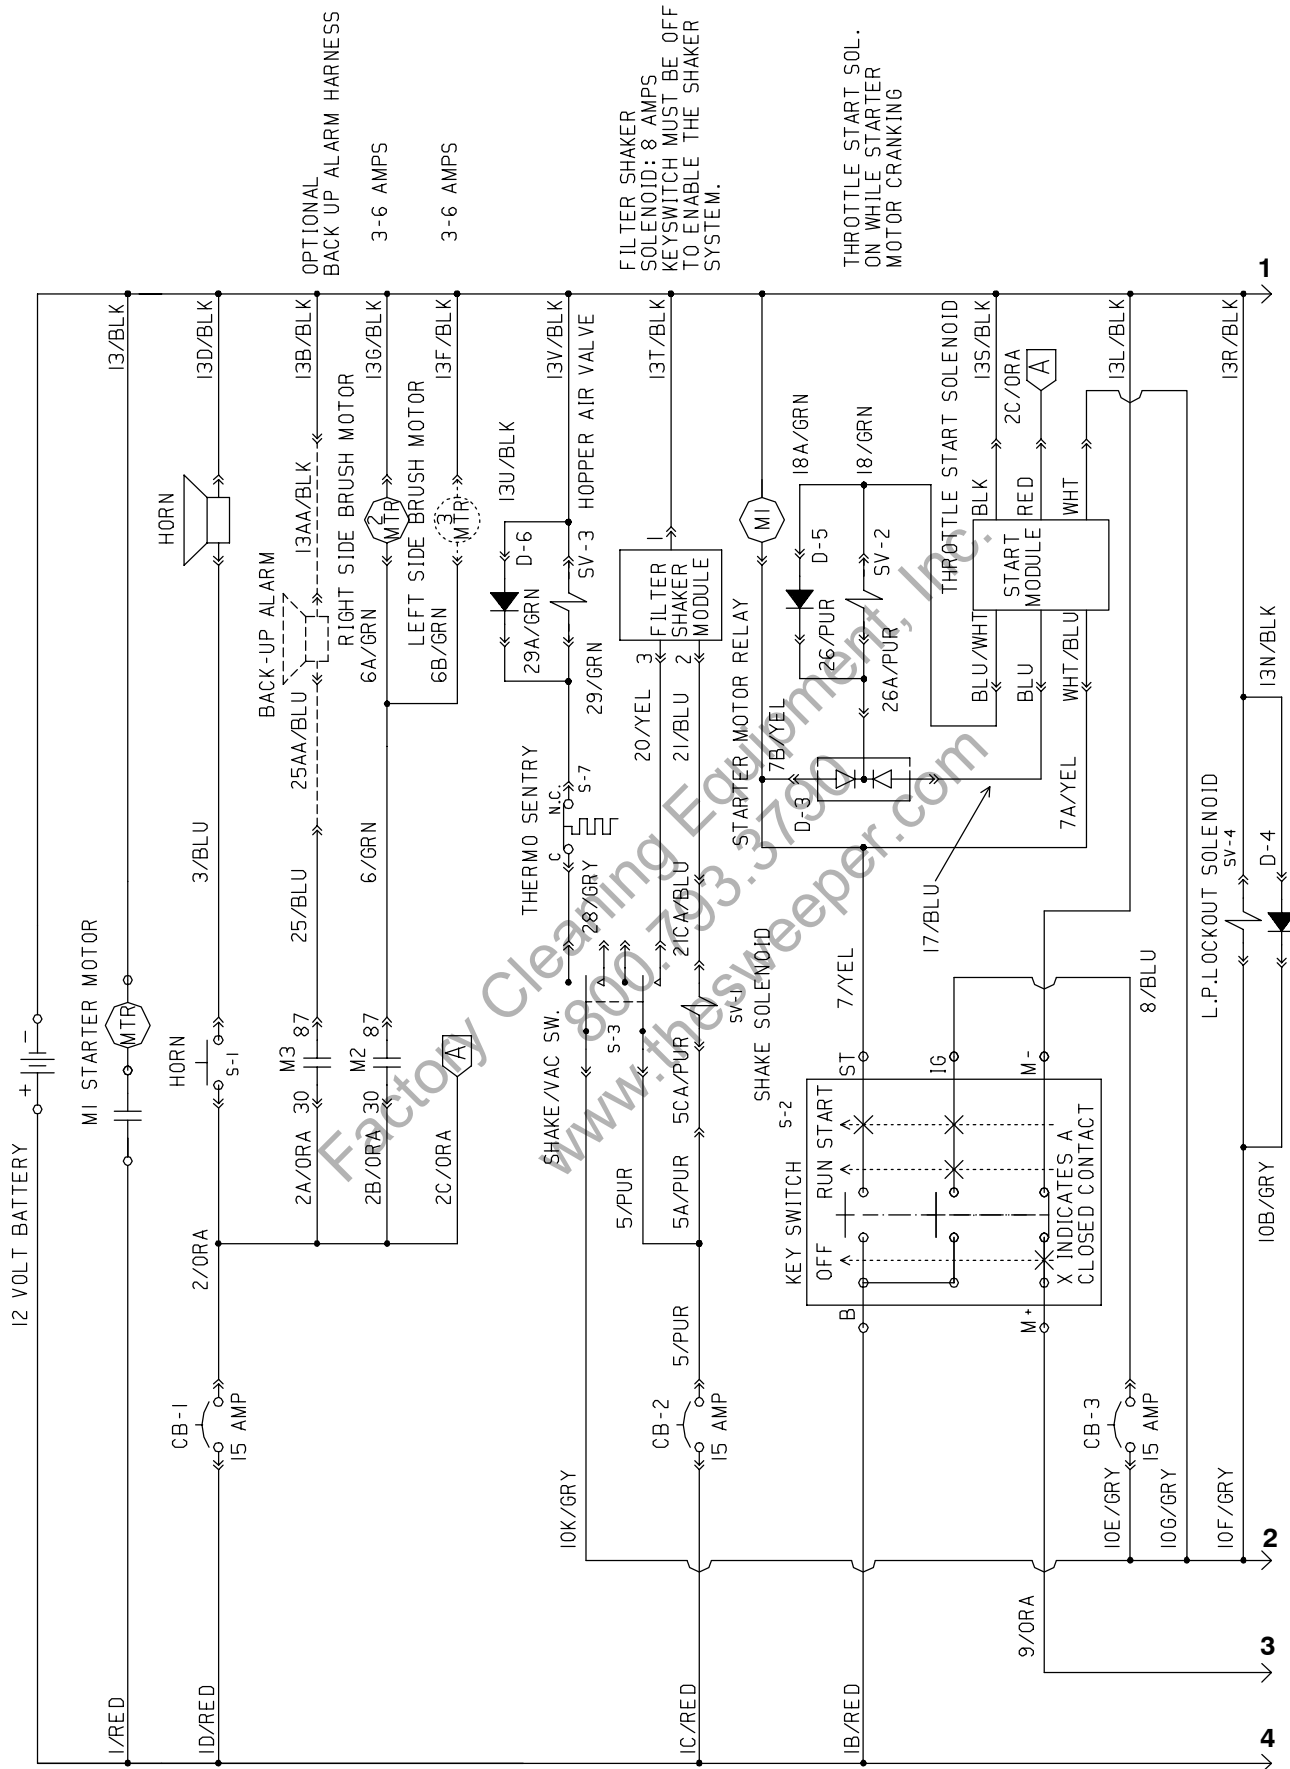 12 VOLT BATTERY
+ -
1/RED
M1 STARTER MOTOR
MTR
13/BLK
1D/RED
CB-1
15 AMP
2/ORA
HORN
S-1
3/BLU
HORN
13D/BLK
2A/ORA
30
M3
87
25/BLU
25AA/BLU
BACK-UP ALARM
13AA/BLK
13B/BLK
OPTIONAL
BACK UP ALARM HARNESS
2B/ORA
30
M2
87
6/GRN
6A/GRN
RIGHT SIDE BRUSH MOTOR
2
MTR
13G/BLK
3-6 AMPS
2C/ORA
A
6B/GRN
LEFT SIDE BRUSH MOTOR
3
MTR
13F/BLK
3-6 AMPS
13U/BLK
D-6
29A/GRN
SHAKE/VAC SW.
S-3
28/GRY
THERMO SENTRY
C
N.C.
S-7
29/GRN
SV-3
HOPPER AIR VALVE
13V/BLK
10K/GRY
5/PUR
20/YEL
3
FILTER
SHAKER
MODULE
1
13T/BLK
FILTER SHAKER
SOLENOID: 8 AMPS
KEYSWITCH MUST BE OFF
TO ENABLE THE SHAKER
SYSTEM.
1C/RED
CB-2
15 AMP
5/PUR
5A/PUR
5CA/PUR
SV-1
SHAKE SOLENOID
21CA/BLU
21/BLU
2
STARTER MOTOR RELAY
M1
7B/YEL
D-3
26/PUR
D-5
18A/GRN
26A/PUR
SV-2
18/GRN
THROTTLE START SOL.
ON WHILE STARTER
MOTOR CRANKING
KEY SWITCH
S-2
OFF
RUN
START
1B/RED
B
ST
7/YEL
IG
M+
M-
X INDICATES A
CLOSED CONTACT
17/BLU
THROTTLE START SOLENOID
BLU/WHT
BLK
13S/BLK
BLU
START
MODULE
RED
2C/ORA
A
WHT/BLU
WHT
7A/YEL
9/ORA
10E/GRY
CB-3
15 AMP
8/BLU
13L/BLK
10G/GRY
10F/GRY
10B/GRY
L.P.LOCKOUT SOLENOID
SV-4
D-4
13N/BLK
13R/BLK
4
3
2
1
Factory Cleaning Equipment, Inc.
800.793.3790
www.thesweeper.com